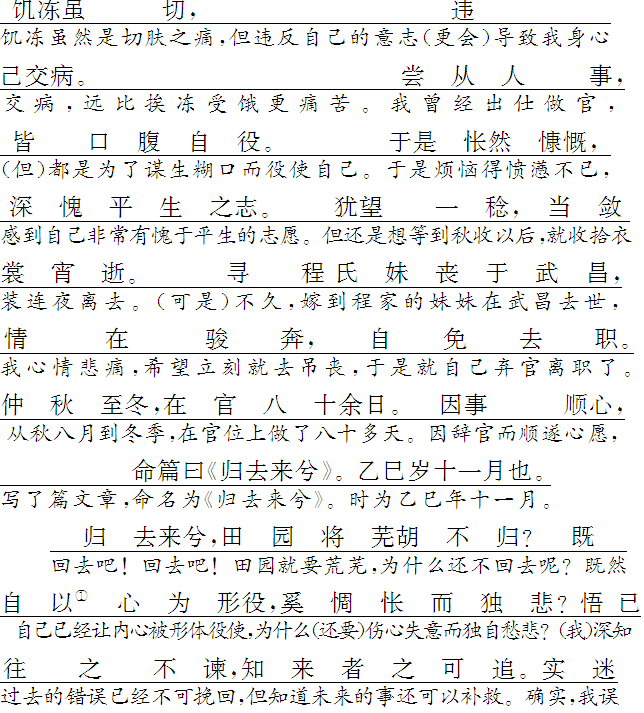 饥冻虽 切， 违
饥冻虽然是切肤之痛，但违反自己的意志（更会）导致我身心
己交病。 尝 从 人 事，
交病，远比挨冻受饿更痛苦。我曾经出仕做官，
皆 口 腹 自 役。 于是 怅然 慷慨，
（但）都是为了谋生糊口而役使自己。于是烦恼得愤懑不已，
深 愧 平 生 之志。 犹望 一 稔，当 敛
感到自己非常有愧于平生的志愿。但还是想等到秋收以后，就收拾衣
裳 宵 逝。 寻 程 氏 妹 丧 于 武 昌，
装连夜离去。（可是）不久，嫁到程家的妹妹在武昌去世，
情 在 骏 奔，自 免 去 职。
我心情悲痛，希望立刻就去吊丧，于是就自己弃官离职了。
仲 秋 至冬，在 官 八 十余日。 因事 顺心，
从秋八月到冬季，在官位上做了八十多天。因辞官而顺遂心愿，
命篇曰《归去来兮》。乙巳岁十一月也。
写了篇文章，命名为《归去来兮》。时为乙巳年十一月。
归 去来兮，田 园 将 芜胡 不 归？ 既
回去吧！回去吧！田园就要荒芜，为什么还不回去呢？既然
自 以① 心 为 形役，奚 惆 怅 而 独 悲？悟 已
自己已经让内心被形体役使，为什么（还要）伤心失意而独自愁悲？（我）深知
往 之 不 谏，知 来 者 之 可 追。实 迷
过去的错误已经不可挽回，但知道未来的事还可以补救。确实，我误